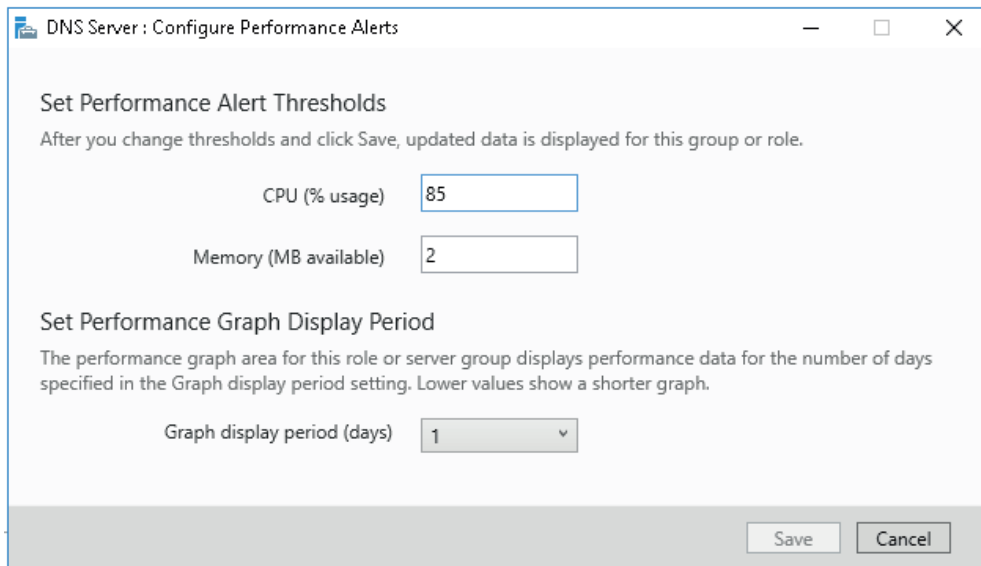 DNS Server : Configure Performance Alerts
Set Performance Alert Thresholds
After you change thresholds and click Save, updated data is displayed for this group or role.
CPU (% usage) 85
Memory (MB available) 2
Set Performance Graph Display Period
The performance graph area for this role or server group displays performance data for the number of days
specified in the Graph display period setting. Lower values show a shorter graph.
Graph display period (days) 1
Save Cancel